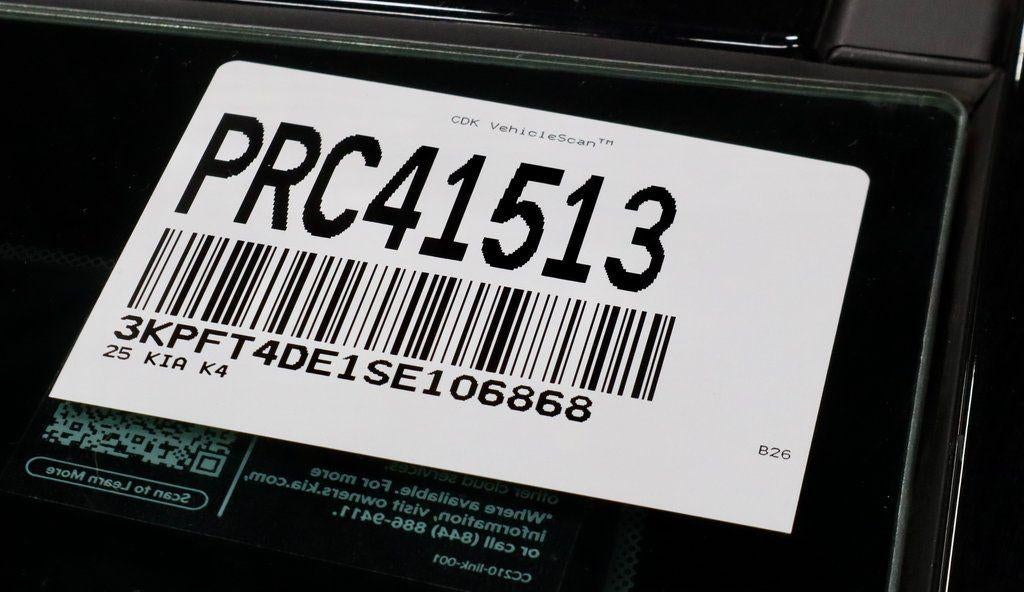 CDK VehicleScan™
PRC41513
3KPFT4DE1SE106868
25 KIA K4
B26
Scan to Learn More
other cloud services.
*Where available. For more
information, visit owners.kia.com,
or call (844) 886-9411.
CC210-link-001